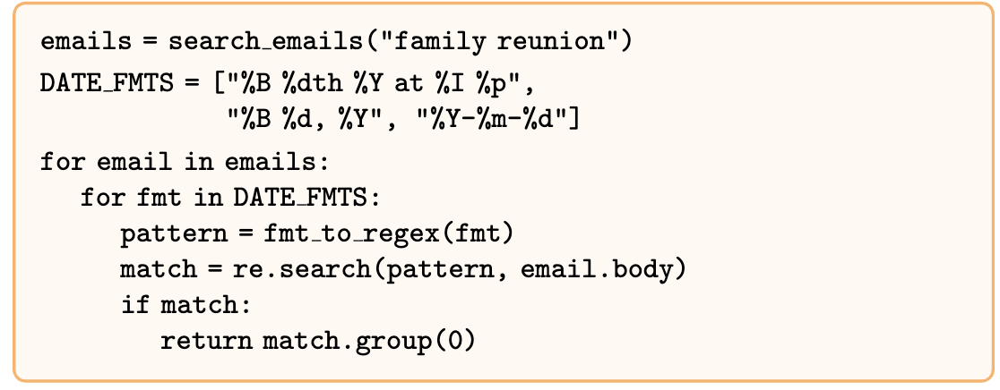 emails = search_emails("family reunion")
DATE_FMTS = ["%B %dth %Y at %I %p",
"%B %d, %Y", "%Y-%m-%d"]
for email in emails:
for fmt in DATE_FMTS:
pattern = fmt_to_regex(fmt)
match = re.search(pattern, email.body)
if match:
return match.group(0)